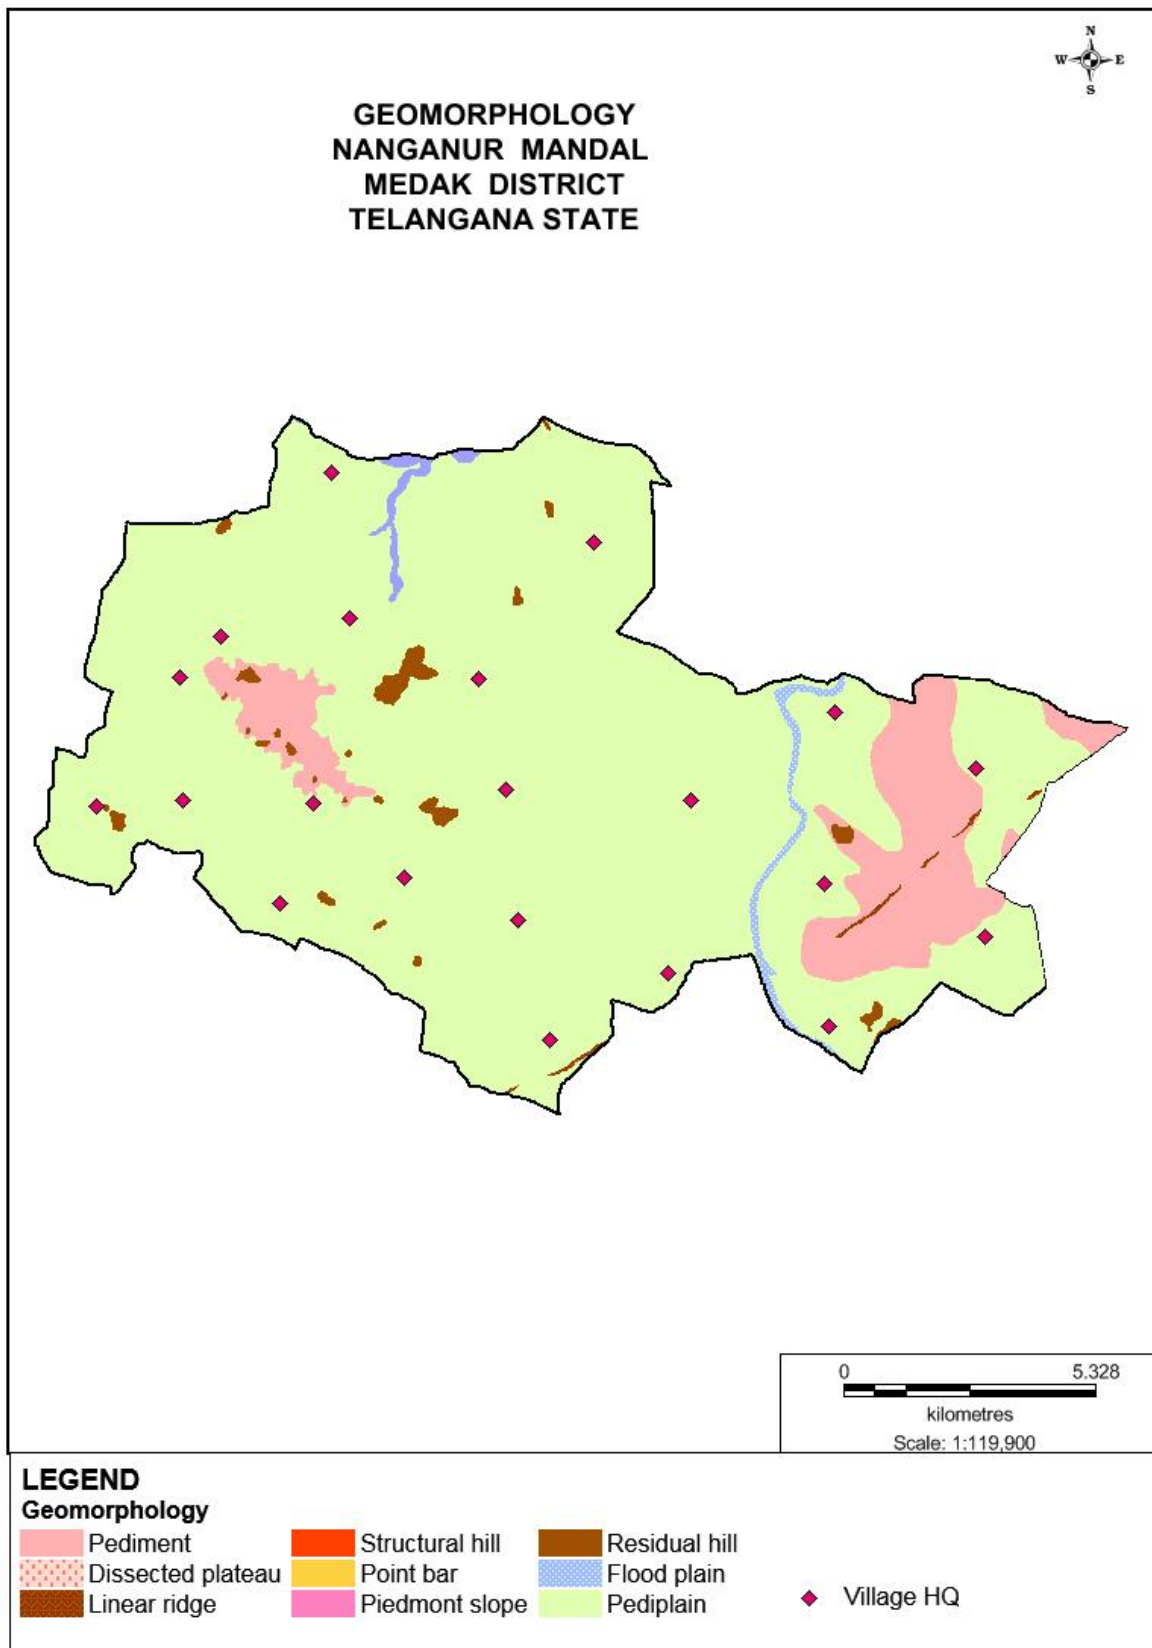 N
W E
S
GEOMORPHOLOGY
NANGANUR MANDAL
MEDAK DISTRICT
TELANGANA STATE
0 5.328
kilometres
Scale: 1:119,900
LEGEND
Geomorphology
Pediment Structural hill Residual hill
Dissected plateau Point bar Flood plain
Linear ridge Piedmont slope Pediplain
Village HQ